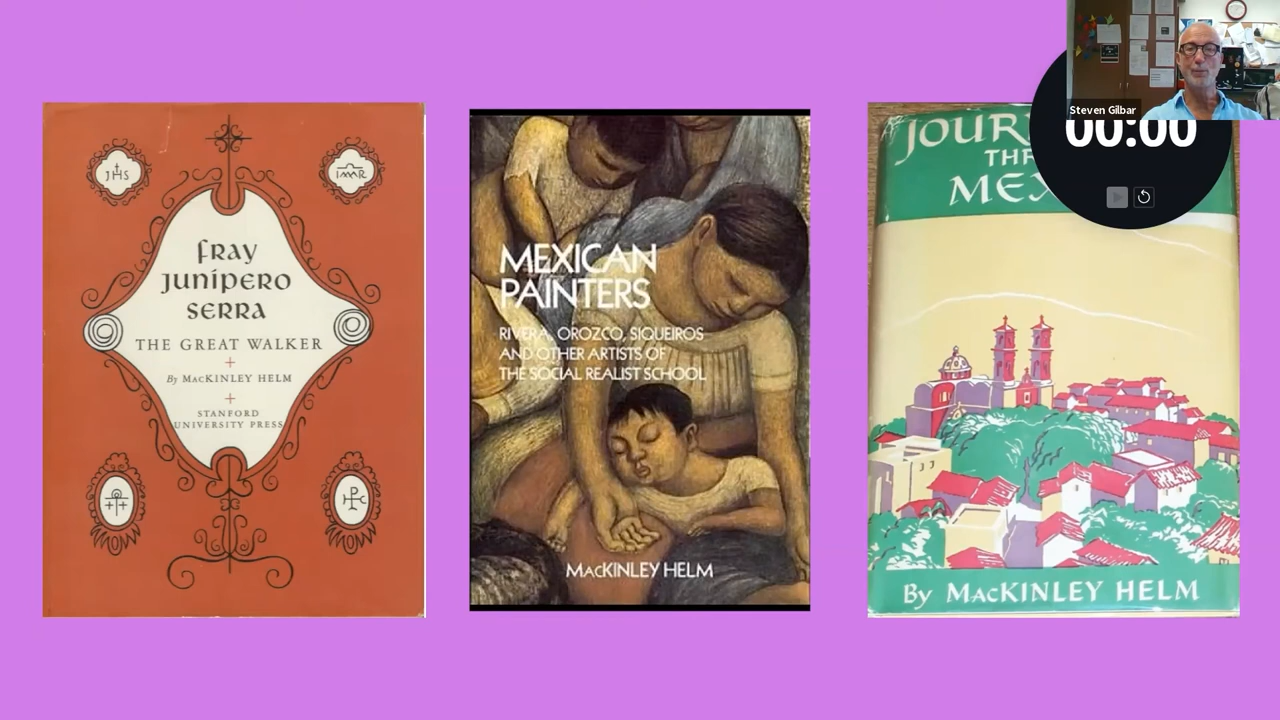 Steven Gilbar
00:00
JHS
fray
junípero
serra
THE GREAT WALKER
By MacKINLEY HELM
STANFORD
UNIVERSITY PRESS
MEXICAN
PAINTERS
RIVERA, OROZCO, SIQUEIROS
AND OTHER ARTISTS OF
THE SOCIAL REALIST SCHOOL
MacKINLEY HELM
By MacKINLEY HELM